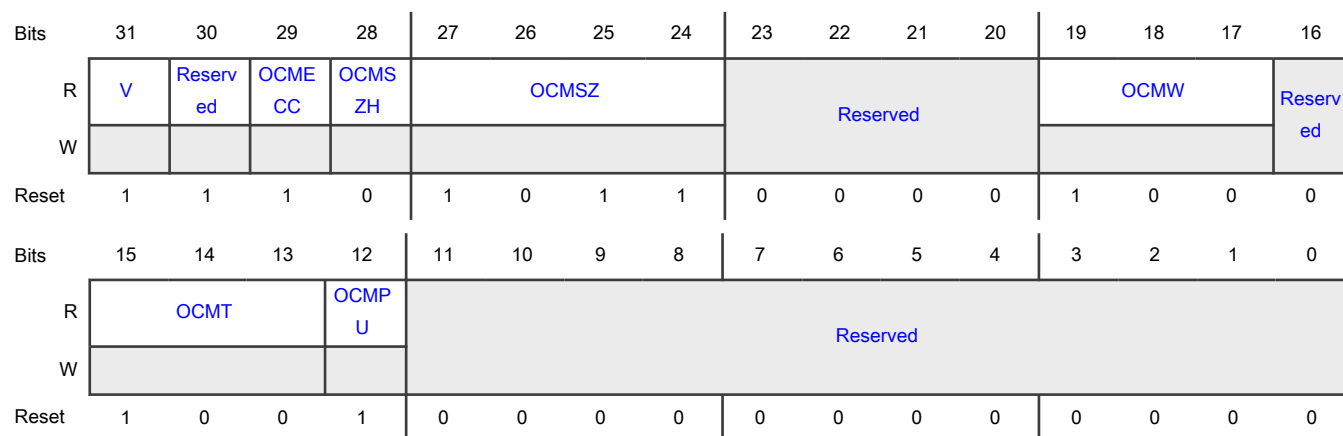 Bits 31 30 29 28 27 26 25 24 23 22 21 20 19 18 17 16
R V Reserv OCME OCMS OCMSZ Reserved OCMW Reserv
ed CC ZH ed
W
Reset 1 1 1 0 1 0 1 1 0 0 0 0 1 0 0 0
Bits 15 14 13 12 11 10 9 8 7 6 5 4 3 2 1 0
R OCMT OCMP Reserved
U
W
Reset 1 0 0 1 0 0 0 0 0 0 0 0 0 0 0 0